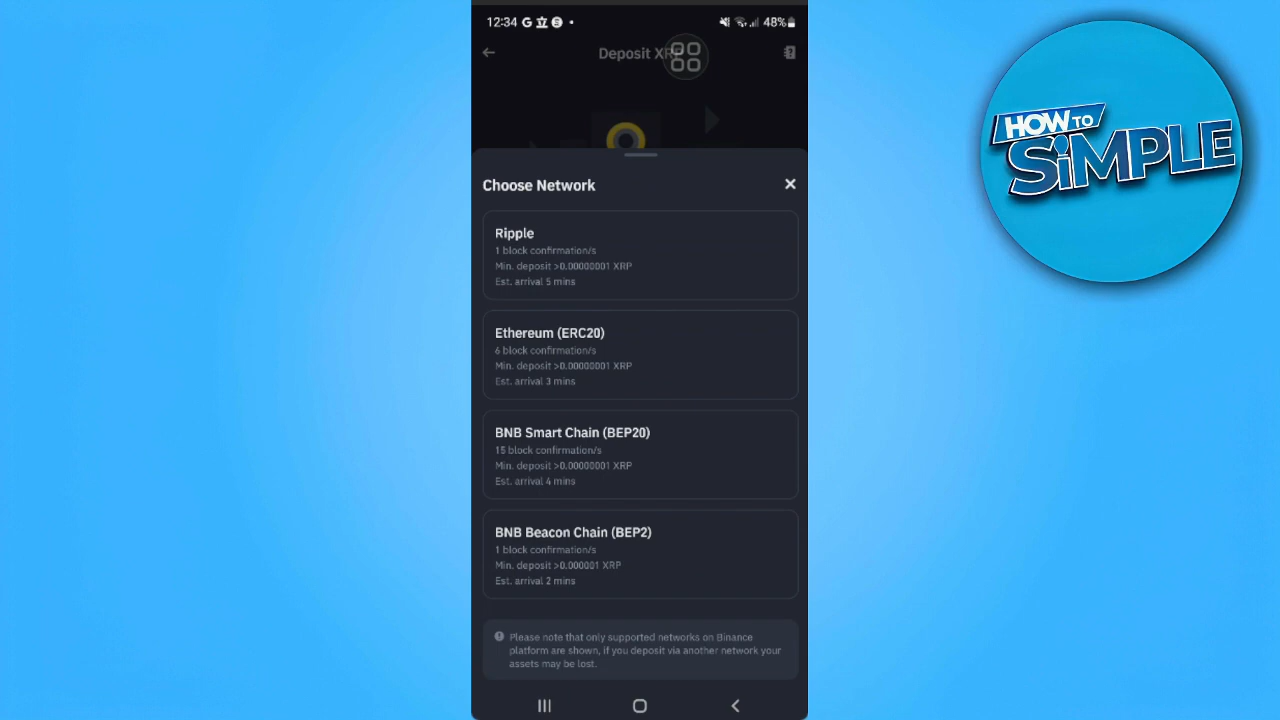 12:34 G 立 S • 48%
Deposit XRP
Choose Network
Ripple
1 block confirmation/s
Min. deposit >0.00000001 XRP
Est. arrival 5 mins
Ethereum (ERC20)
6 block confirmation/s
Min. deposit >0.00000001 XRP
Est. arrival 3 mins
BNB Smart Chain (BEP20)
15 block confirmation/s
Min. deposit >0.00000001 XRP
Est. arrival 4 mins
BNB Beacon Chain (BEP2)
1 block confirmation/s
Min. deposit >0.000001 XRP
Est. arrival 2 mins
Please note that only supported networks on Binance
platform are shown, if you deposit via another network your
assets may be lost.
HOW TO
SiMPLE